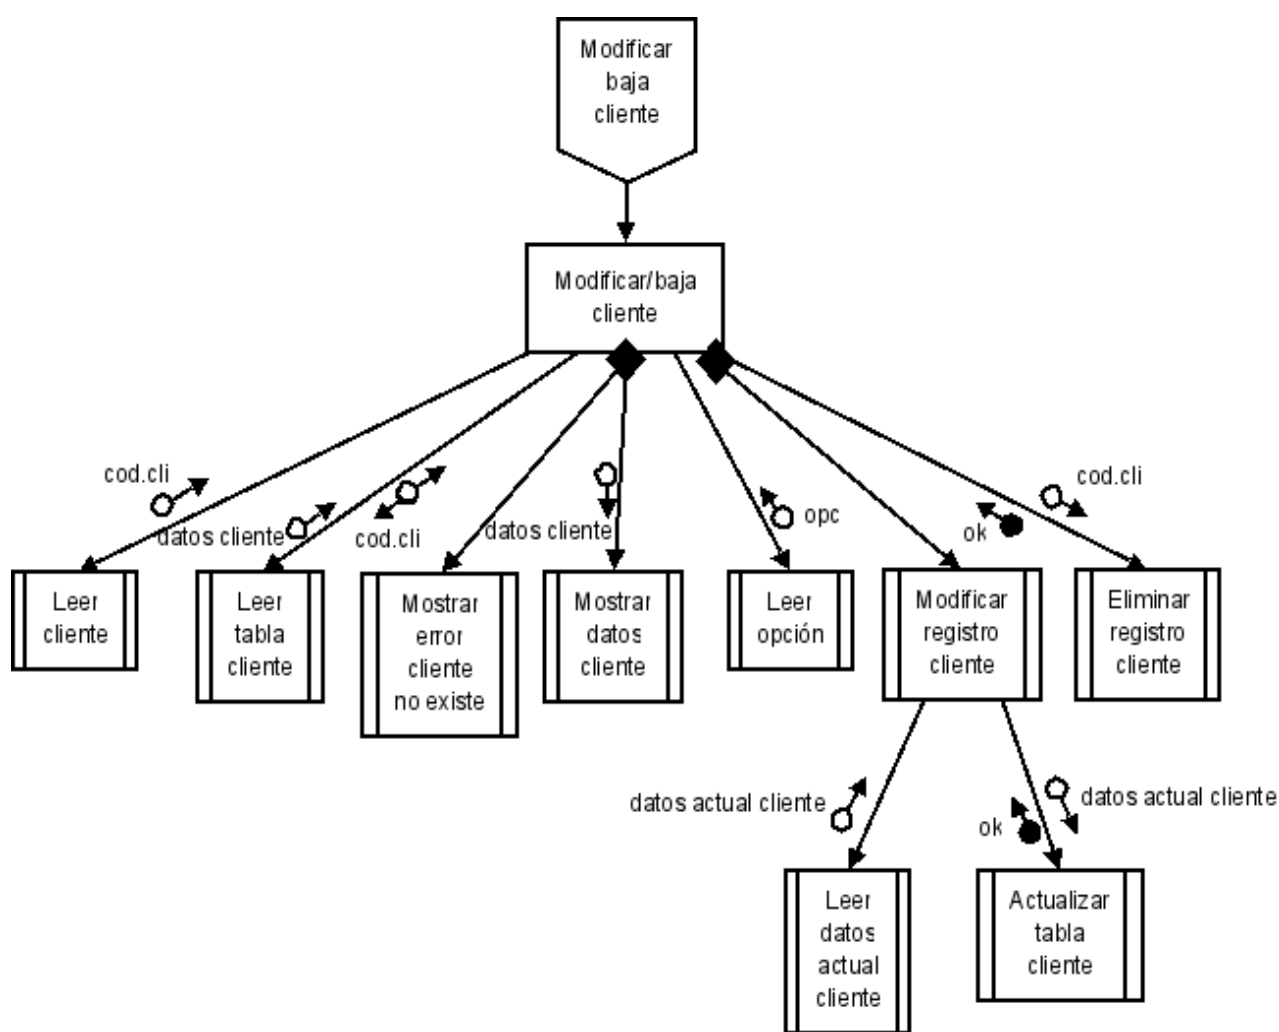 Modificar
baja
cliente
Modificar/baja
cliente
cod.cli
datos cliente
cod.cli
datos cliente
opc
ok
cod.cli
Leer
cliente
Leer
tabla
cliente
Mostrar
error
cliente
no existe
Mostrar
datos
cliente
Leer
opción
Modificar
registro
cliente
Eliminar
registro
cliente
datos actual cliente
ok
datos actual cliente
Leer
datos
actual
cliente
Actualizar
tabla
cliente